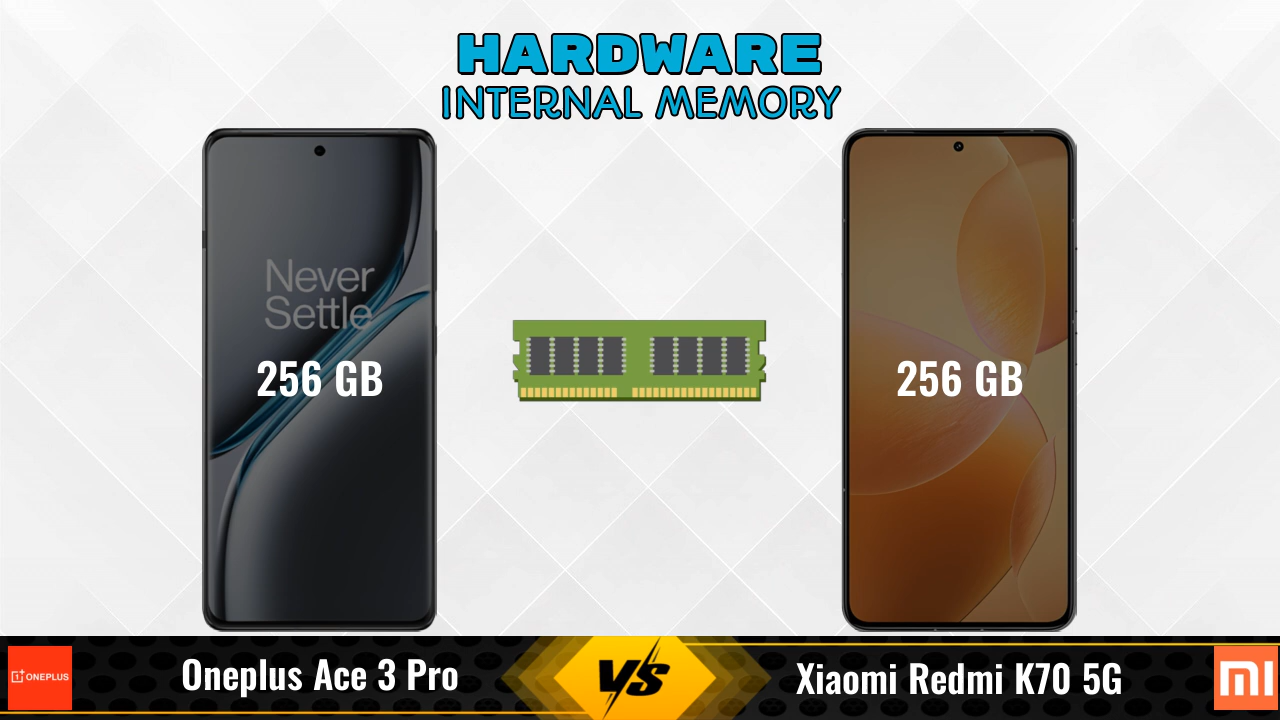 HARDWARE
INTERNAL MEMORY
Never
Settle
256 GB
256 GB
ONEPLUS
Oneplus Ace 3 Pro
VS
Xiaomi Redmi K70 5G
MI